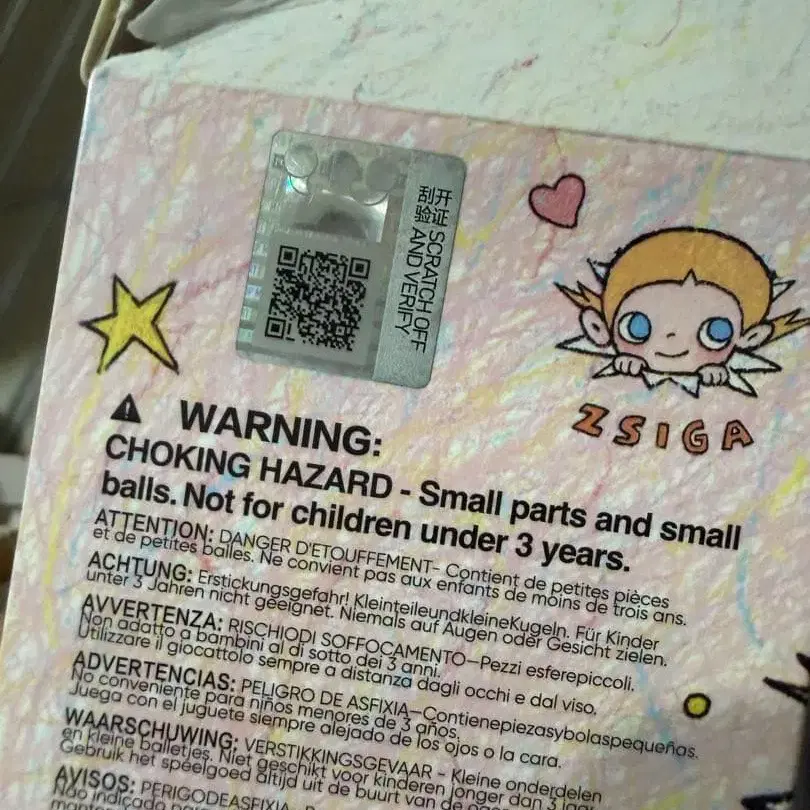 刮开
验证
SCRATCH OFF
AND VERIFY
ZSIGA
WARNING:
CHOKING HAZARD - Small parts and small
balls. Not for children under 3 years.
ATTENTION: DANGER D'ETOUFFEMENT- Contient de petites pièces
et de petites balles. Ne convient pas aux enfants de moins de trois ans.
ACHTUNG: Erstickungsgefahr! KleinteileundkleineKugeln. Für Kinder
unter 3 Jahren nicht geeignet. Niemals auf Augen oder Gesicht zielen.
AVVERTENZA: RISCHIODI SOFFOCAMENTO—Pezzi esferepiccoli.
Non adatto a bambini al di sotto dei 3 anni.
Utilizzare il giocattolo sempre a distanza dagli occhi e dal viso.
ADVERTENCIAS: PELIGRO DE ASFIXIA—Contienepiezasybolaspequeñas.
No conveniente para niños menores de 3 años.
Juega con el juguete siempre alejado de los ojos o la cara.
WAARSCHUWING: VERSTIKKINGSGEVAAR - Kleine onderdelen
en kleine balletjes. Niet geschikt voor kinderen jonger dan 3 jaar
Gebruik het speelgoed altijd uit de buurt van de
AVISOS: PERIGODEASFIXIA-
Não indicado para